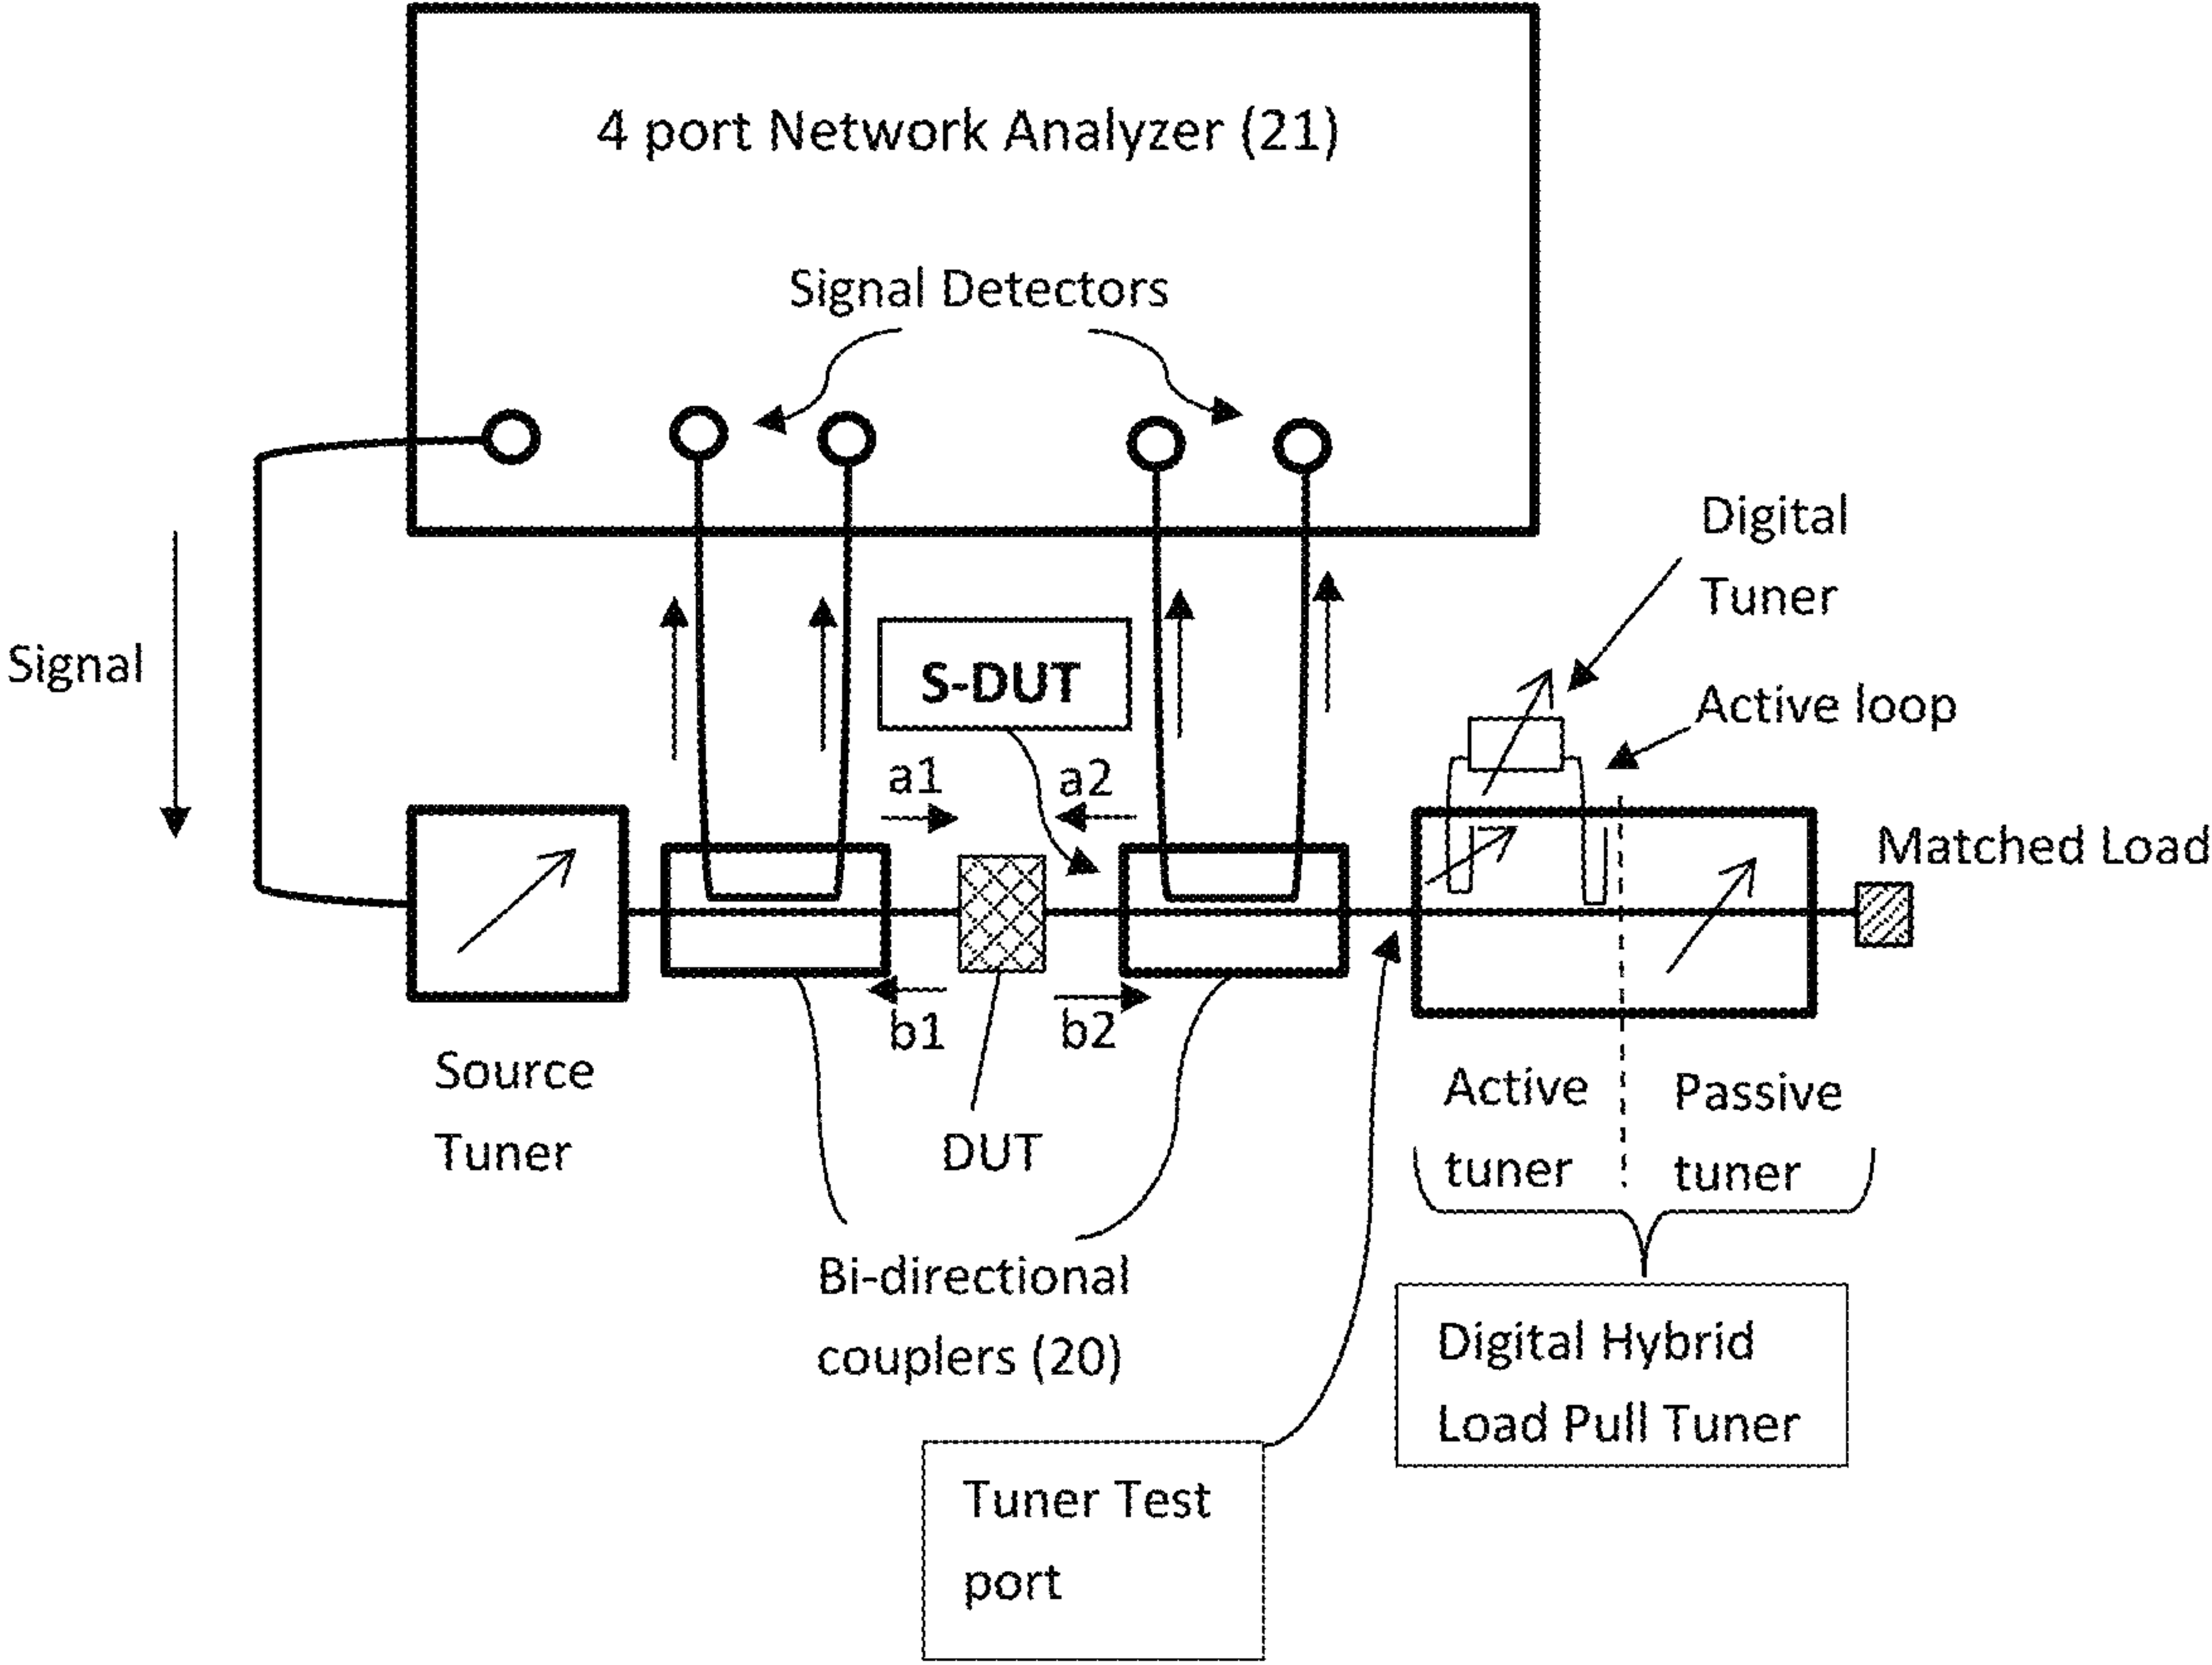 4 port Network Analyzer (21)
Signal Detectors
Digital
Tuner
Signal
S-DUT
Active loop
a1
a2
Matched Load
b1
b2
Source
Tuner
DUT
Active
tuner
Passive
tuner
Bi-directional
couplers (20)
Digital Hybrid
Load Pull Tuner
Tuner Test
port